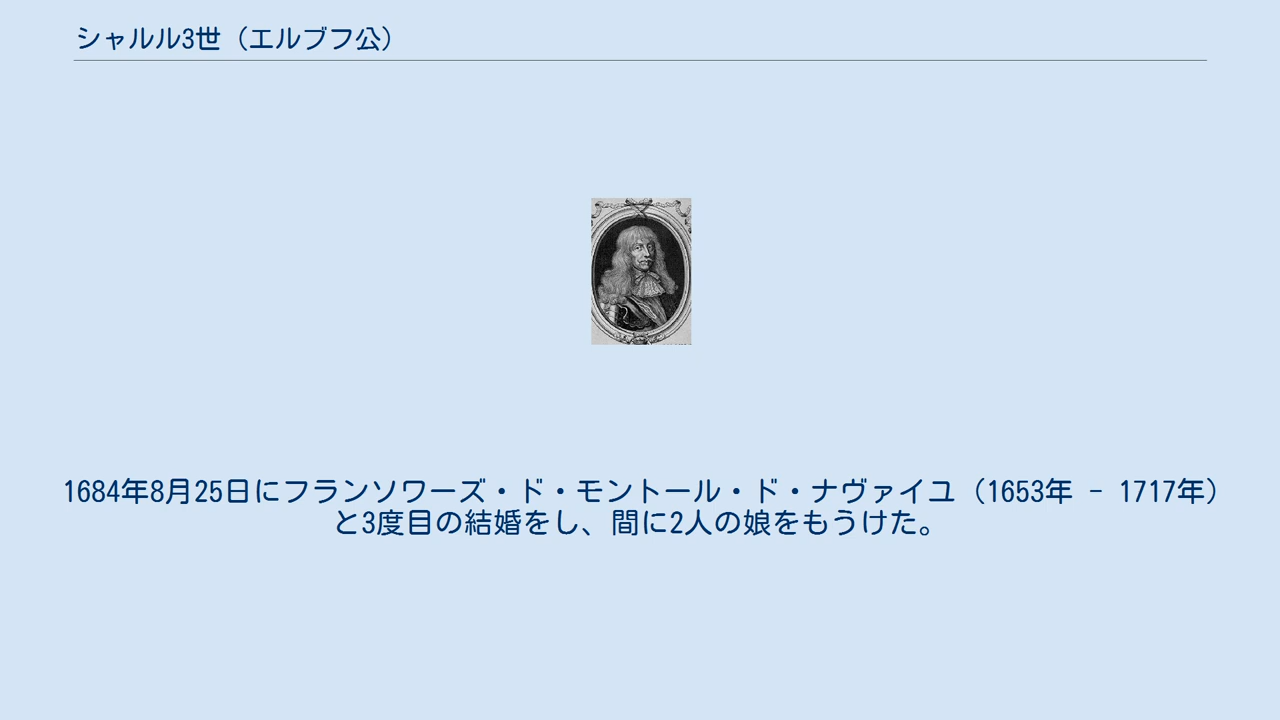 シャルル3世（エルブフ公）
1684年8月25日にフランソワーズ・ド・モントール・ド・ナヴァイユ（1653年 - 1717年）
と3度目の結婚をし、間に2人の娘をもうけた。